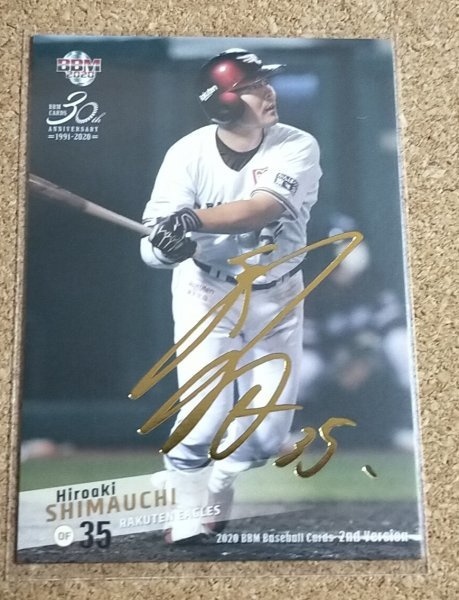 BBM
2020
BBM
CARDS
30th
ANNIVERSARY
1991-2020
Rakuten
35.
Hiroaki
SHIMAUCHI
OF 35 RAKUTEN EAGLES
2020 BBM Baseball Cards 2nd Version